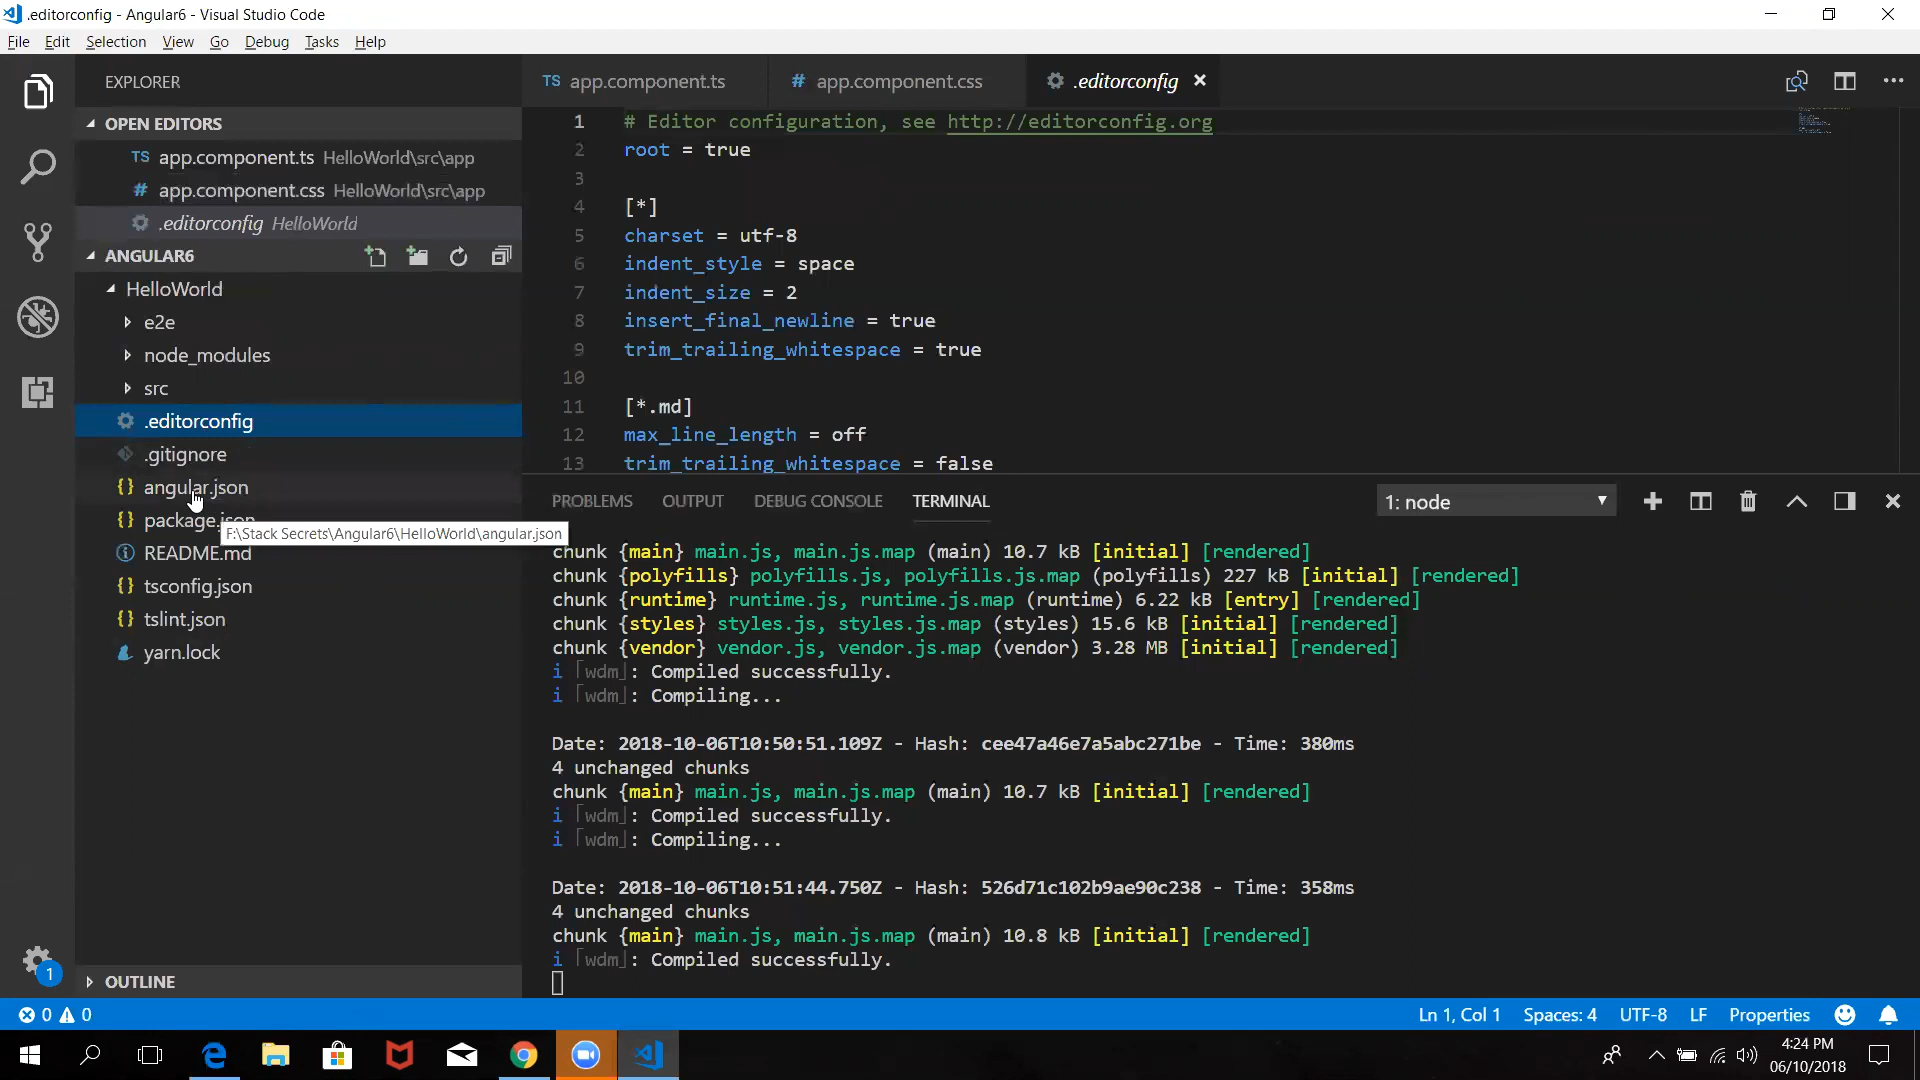 .editorconfig - Angular6 - Visual Studio Code
File Edit Selection View Go Debug Tasks Help
EXPLORER
OPEN EDITORS
TS app.component.ts HelloWorld\src\app
# app.component.css HelloWorld\src\app
.editorconfig HelloWorld
ANGULAR6
HelloWorld
e2e
node_modules
src
.editorconfig
.gitignore
{} angular.json
{} package.json
F:\Stack Secrets\Angular6\HelloWorld\angular.json
README.md
{} tsconfig.json
{} tslint.json
yarn.lock
OUTLINE
TS app.component.ts # app.component.css .editorconfig
1 # Editor configuration, see http://editorconfig.org
2 root = true
3
4 [*]
5 charset = utf-8
6 indent_style = space
7 indent_size = 2
8 insert_final_newline = true
9 trim_trailing_whitespace = true
10
11 [*.md]
12 max_line_length = off
13 trim_trailing_whitespace = false
PROBLEMS OUTPUT DEBUG CONSOLE TERMINAL 1: node
chunk {main} main.js, main.js.map (main) 10.7 kB [initial] [rendered]
chunk {polyfills} polyfills.js, polyfills.js.map (polyfills) 227 kB [initial] [rendered]
chunk {runtime} runtime.js, runtime.js.map (runtime) 6.22 kB [entry] [rendered]
chunk {styles} styles.js, styles.js.map (styles) 15.6 kB [initial] [rendered]
chunk {vendor} vendor.js, vendor.js.map (vendor) 3.28 MB [initial] [rendered]
i ｢wdm｣: Compiled successfully.
i ｢wdm｣: Compiling...
Date: 2018-10-06T10:50:51.109Z - Hash: cee47a46e7a5abc271be - Time: 380ms
4 unchanged chunks
chunk {main} main.js, main.js.map (main) 10.7 kB [initial] [rendered]
i ｢wdm｣: Compiled successfully.
i ｢wdm｣: Compiling...
Date: 2018-10-06T10:51:44.750Z - Hash: 526d71c102b9ae90c238 - Time: 358ms
4 unchanged chunks
chunk {main} main.js, main.js.map (main) 10.8 kB [initial] [rendered]
i ｢wdm｣: Compiled successfully.
1
0 0 Ln 1, Col 1 Spaces: 4 UTF-8 LF Properties
4:24 PM
06/10/2018